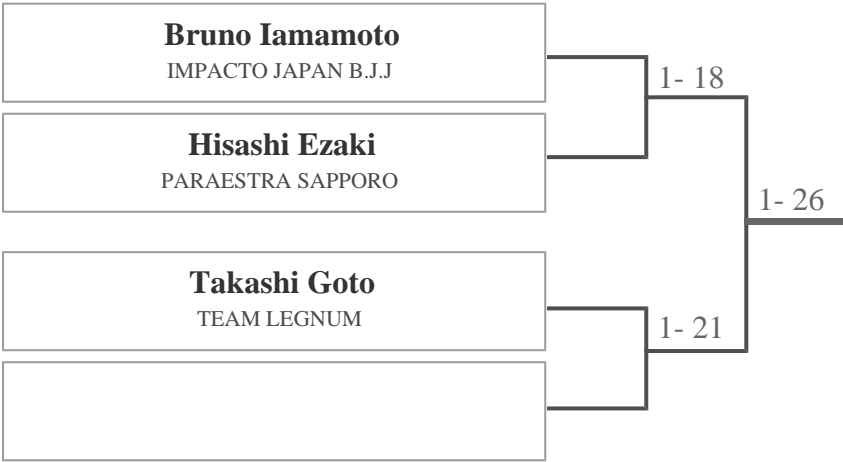 Bruno Iamamoto
IMPACTO JAPAN B.J.J
1- 18
Hisashi Ezaki
PARAESTRA SAPPORO
1- 26
Takashi Goto
TEAM LEGNUM
1- 21